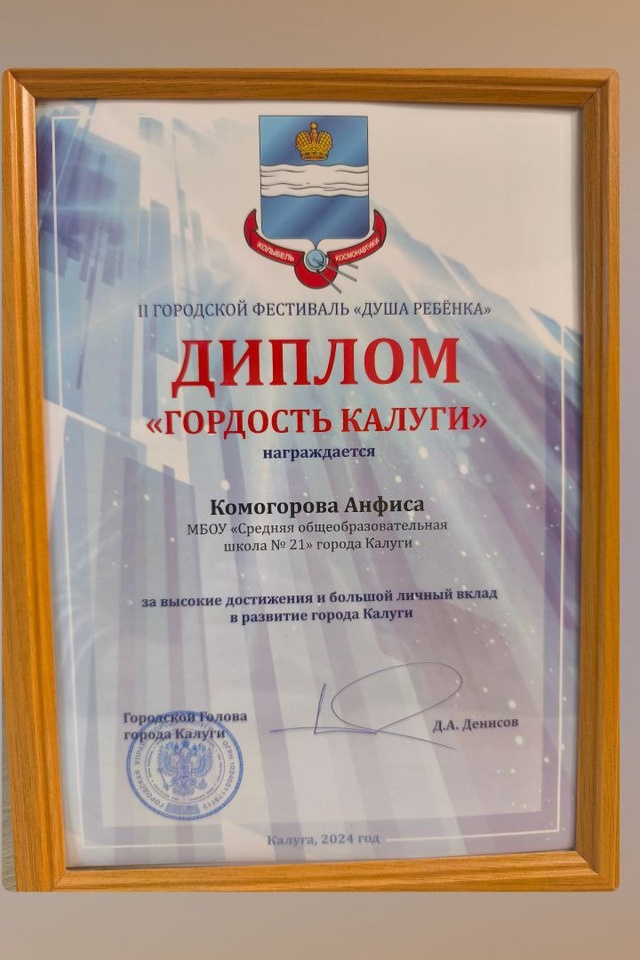 КОЛЫБЕЛЬ КОСМОНАВТИКИ
II ГОРОДСКОЙ ФЕСТИВАЛЬ «ДУША РЕБЁНКА»
ДИПЛОМ
«ГОРДОСТЬ КАЛУГИ»
награждается
Комогорова Анфиса
МБОУ «Средняя общеобразовательная
школа № 21» города Калуги
за высокие достижения и большой личный вклад
в развитие города Калуги
Городской Голова
города Калуги
Д.А. Денисов
Калуга, 2024 год